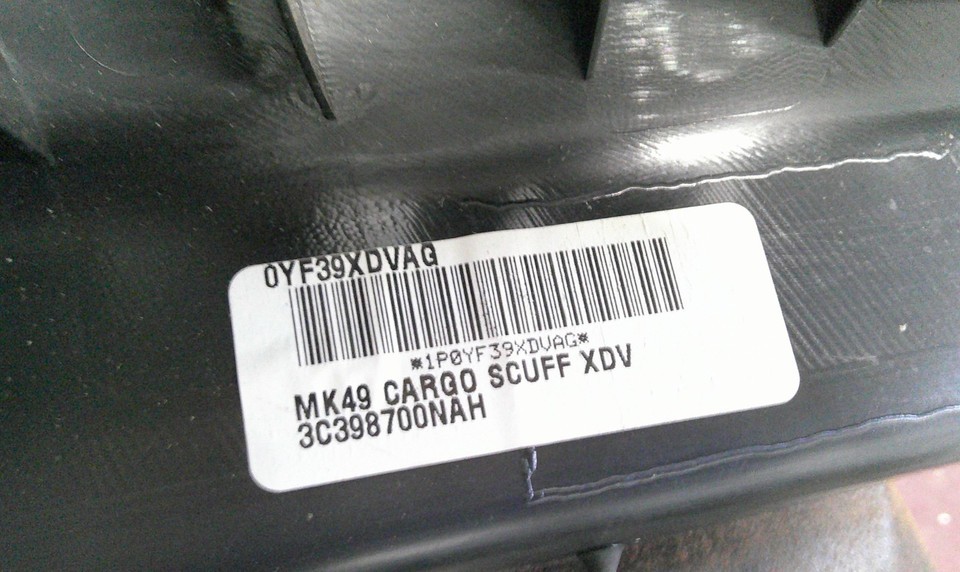 0YF39XDVAG
*1P0YF39XDVAG*
MK49 CARGO SCUFF XDV
3C398700NAH